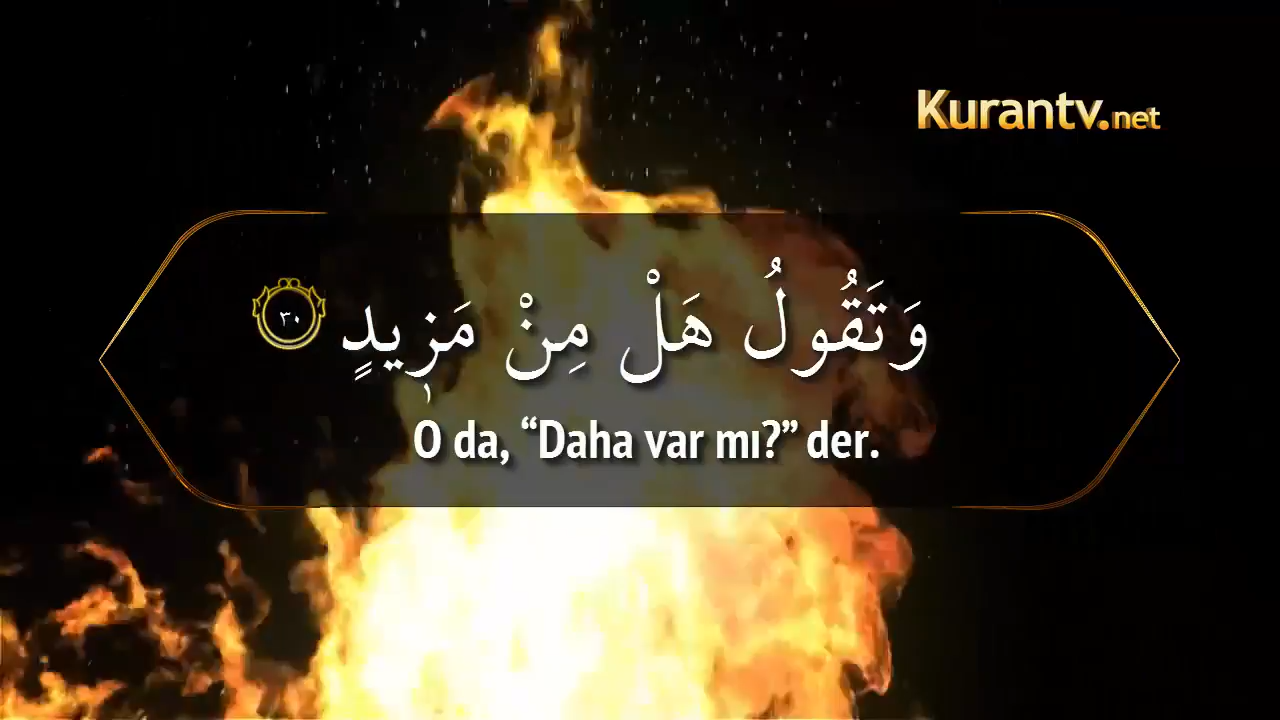 Kurantv.net
وَتَقُولُ هَلْ مِنْ مَزٖيدٍ ٣٠
O da, “Daha var mı?” der.